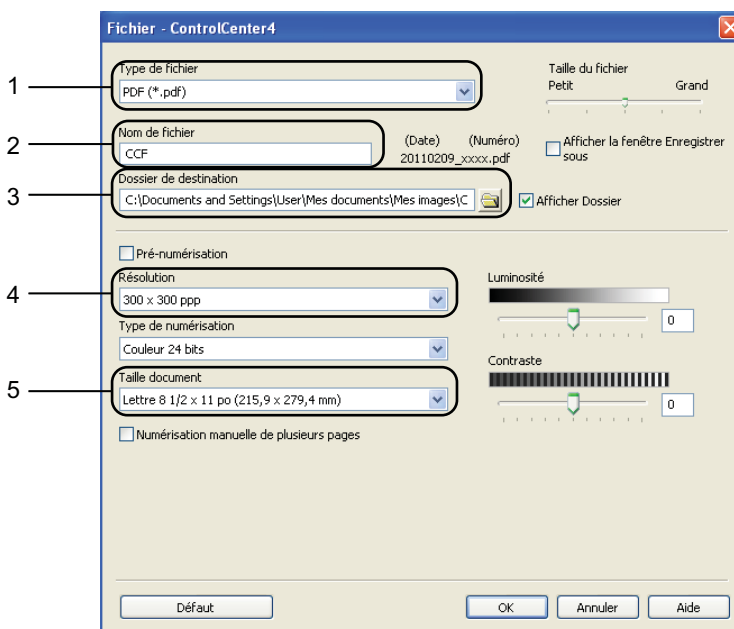 Fichier - ControlCenter4
1
Type de fichier
PDF (*.pdf)
Taille du fichier
Petit Grand
2
Nom de fichier
CCF
(Date) (Numéro)
20110209_xxxx.pdf
Afficher la fenêtre Enregistrer
sous
3
Dossier de destination
C:\Documents and Settings\User\Mes documents\Mes images\C
Afficher Dossier
Pré-numérisation
4
Résolution
300 x 300 ppp
Luminosité
0
Type de numérisation
Couleur 24 bits
Contraste
0
5
Taille document
Lettre 8 1/2 x 11 po (215,9 x 279,4 mm)
Numérisation manuelle de plusieurs pages
Défaut
OK
Annuler
Aide